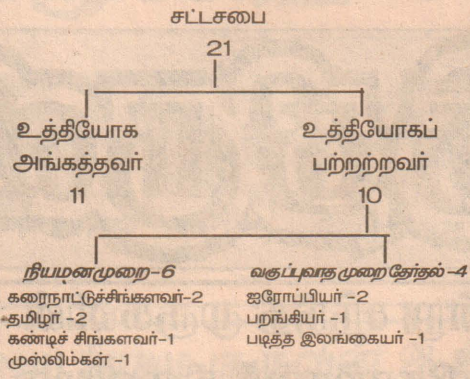 சட்டசபை
21
உத்தியோக
அங்கத்தவர்
11
உத்தியோகப்
பற்றற்றவர்
10
நியமனமுறை-6
கரைநாட்டுச்சிங்களவர்-2
தமிழர் -2
கண்டிச் சிங்களவர்-1
முஸ்லிம்கள் -1
வகுப்புவாத முறை தேர்தல் -4
ஐரோப்பியர் -2
பறங்கியர் -1
படித்த இலங்கையர் -1